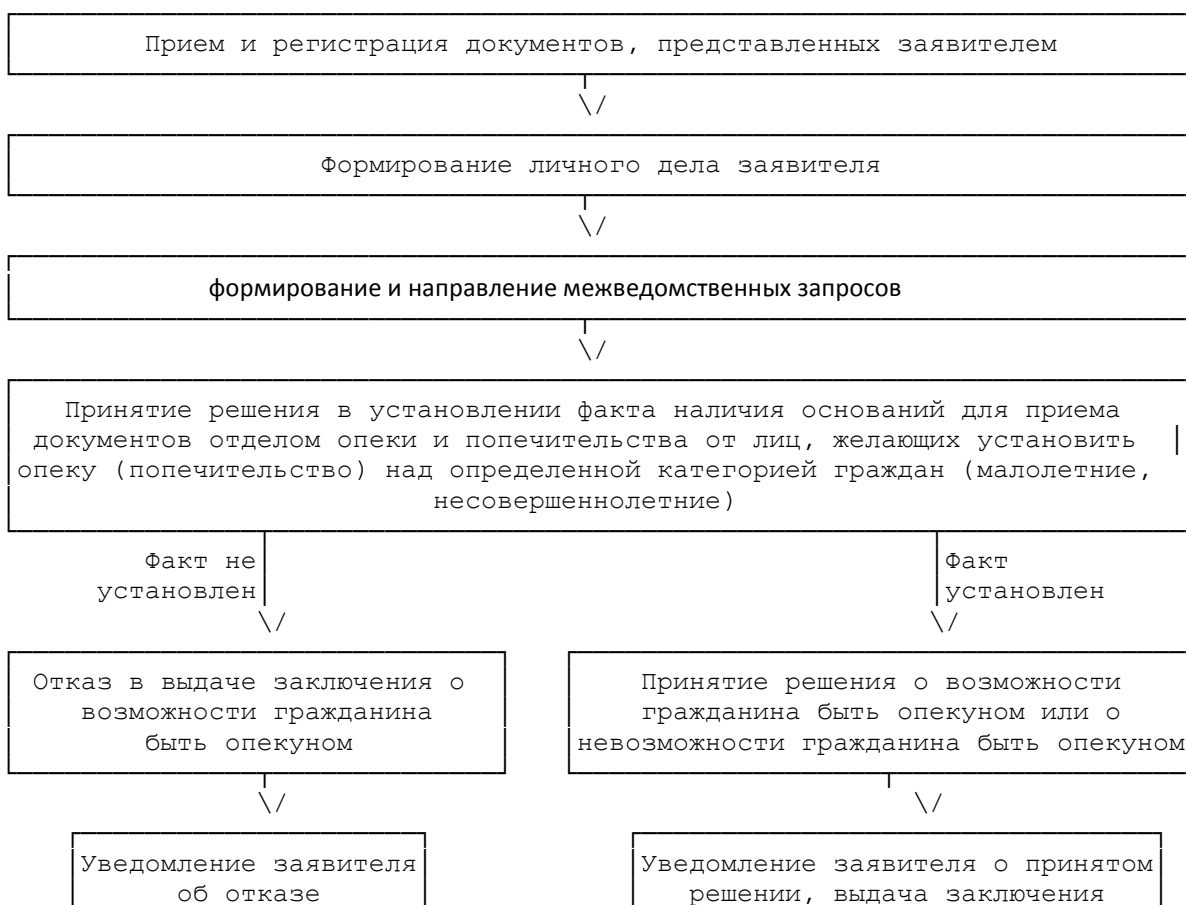 Прием и регистрация документов, представленных заявителем
Формирование личного дела заявителя
формирование и направление межведомственных запросов
Принятие решения в установлении факта наличия оснований для приема
документов отделом опеки и попечительства от лиц, желающих установить
опеку (попечительство) над определенной категорией граждан (малолетние,
несовершеннолетние)
Факт не
установлен
Факт
установлен
Отказ в выдаче заключения о
возможности гражданина
быть опекуном
Принятие решения о возможности
гражданина быть опекуном или о
невозможности гражданина быть опекуном
Уведомление заявителя
об отказе
Уведомление заявителя о принятом
решении, выдача заключения